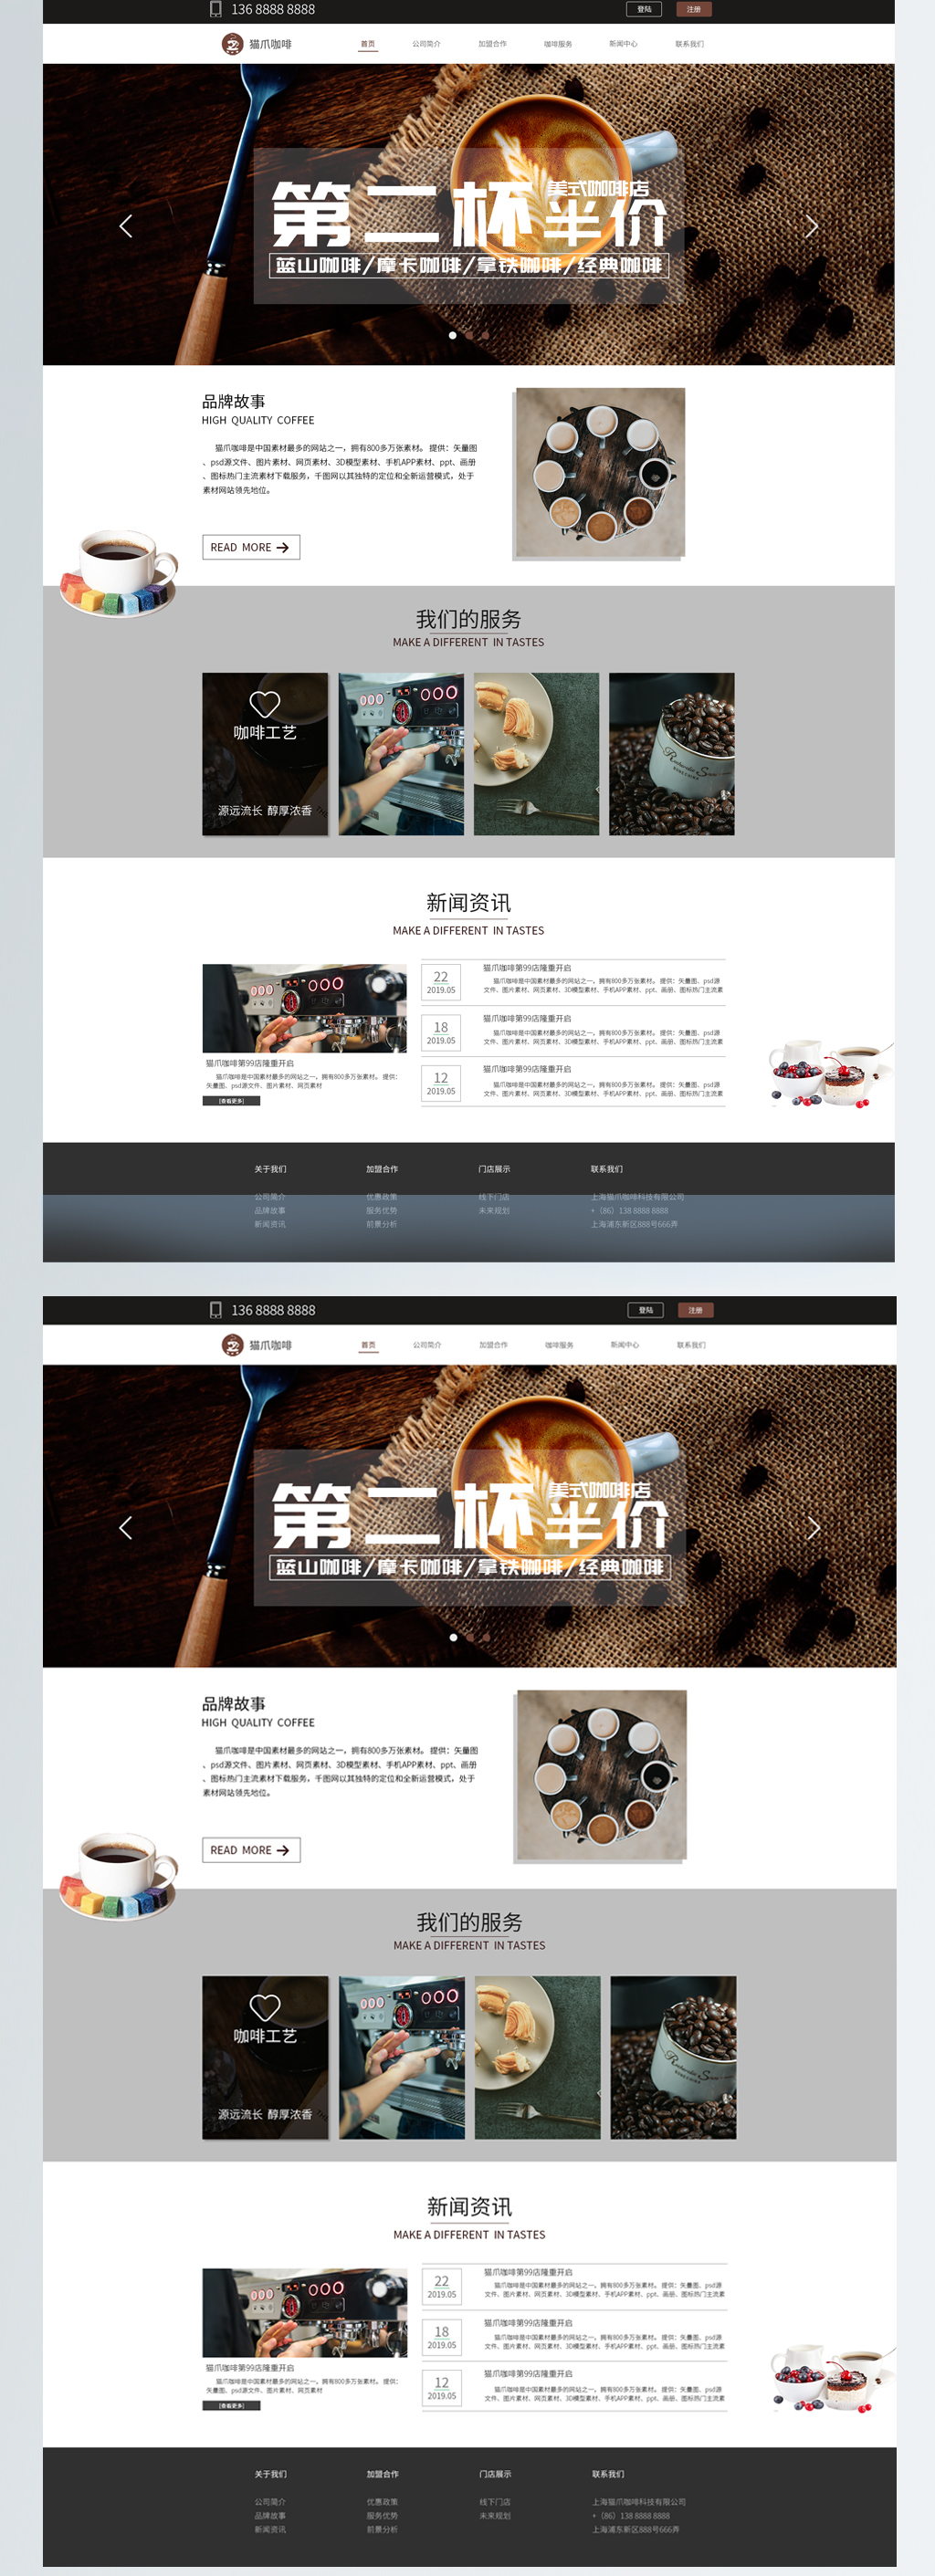 136 8888 8888
登陆
注册
猫爪咖啡
首页
公司简介
加盟合作
咖啡服务
新闻中心
联系我们
美式咖啡店
第二杯半价
蓝山咖啡/摩卡咖啡/拿铁咖啡/经典咖啡
品牌故事
HIGH QUALITY COFFEE
猫爪咖啡是中国素材最多的网站之一，拥有800多万张素材。 提供：矢量图
、psd源文件、图片素材、网页素材、3D模型素材、手机APP素材、ppt、画册
、图标热门主流素材下载服务，千图网以其独特的定位和全新运营模式，处于
素材网站领先地位。
READ MORE
我们的服务
MAKE A DIFFERENT IN TASTES
咖啡工艺
源远流长 醇厚浓香
新闻资讯
MAKE A DIFFERENT IN TASTES
猫爪咖啡第99店隆重开启
猫爪咖啡是中国素材最多的网站之一，拥有800多万张素材。 提供：
矢量图、psd源文件、图片素材、网页素材
[查看更多]
22
2019.05
猫爪咖啡第99店隆重开启
猫爪咖啡是中国素材最多的网站之一，拥有800多万张素材。 提供：矢量图、psd源
文件、图片素材、网页素材、3D模型素材、手机APP素材、ppt、画册、图标热门主流素
18
2019.05
猫爪咖啡第99店隆重开启
猫爪咖啡是中国素材最多的网站之一，拥有800多万张素材。 提供：矢量图、psd源
文件、图片素材、网页素材、3D模型素材、手机APP素材、ppt、画册、图标热门主流素
12
2019.05
猫爪咖啡第99店隆重开启
猫爪咖啡是中国素材最多的网站之一，拥有800多万张素材。 提供：矢量图、psd源
文件、图片素材、网页素材、3D模型素材、手机APP素材、ppt、画册、图标热门主流素
关于我们
公司简介
品牌故事
新闻资讯
加盟合作
优惠政策
服务优势
前景分析
门店展示
线下门店
未来规划
联系我们
上海猫爪咖啡科技有限公司
+（86）138 8888 8888
上海浦东新区888号666弄
136 8888 8888
登陆
注册
猫爪咖啡
首页
公司简介
加盟合作
咖啡服务
新闻中心
联系我们
美式咖啡店
第二杯半价
蓝山咖啡/摩卡咖啡/拿铁咖啡/经典咖啡
品牌故事
HIGH QUALITY COFFEE
猫爪咖啡是中国素材最多的网站之一，拥有800多万张素材。 提供：矢量图
、psd源文件、图片素材、网页素材、3D模型素材、手机APP素材、ppt、画册
、图标热门主流素材下载服务，千图网以其独特的定位和全新运营模式，处于
素材网站领先地位。
READ MORE
我们的服务
MAKE A DIFFERENT IN TASTES
咖啡工艺
源远流长 醇厚浓香
新闻资讯
MAKE A DIFFERENT IN TASTES
猫爪咖啡第99店隆重开启
猫爪咖啡是中国素材最多的网站之一，拥有800多万张素材。 提供：
矢量图、psd源文件、图片素材、网页素材
[查看更多]
22
2019.05
猫爪咖啡第99店隆重开启
猫爪咖啡是中国素材最多的网站之一，拥有800多万张素材。 提供：矢量图、psd源
文件、图片素材、网页素材、3D模型素材、手机APP素材、ppt、画册、图标热门主流素
18
2019.05
猫爪咖啡第99店隆重开启
猫爪咖啡是中国素材最多的网站之一，拥有800多万张素材。 提供：矢量图、psd源
文件、图片素材、网页素材、3D模型素材、手机APP素材、ppt、画册、图标热门主流素
12
2019.05
猫爪咖啡第99店隆重开启
猫爪咖啡是中国素材最多的网站之一，拥有800多万张素材。 提供：矢量图、psd源
文件、图片素材、网页素材、3D模型素材、手机APP素材、ppt、画册、图标热门主流素
关于我们
公司简介
品牌故事
新闻资讯
加盟合作
优惠政策
服务优势
前景分析
门店展示
线下门店
未来规划
联系我们
上海猫爪咖啡科技有限公司
+（86）138 8888 8888
上海浦东新区888号666弄